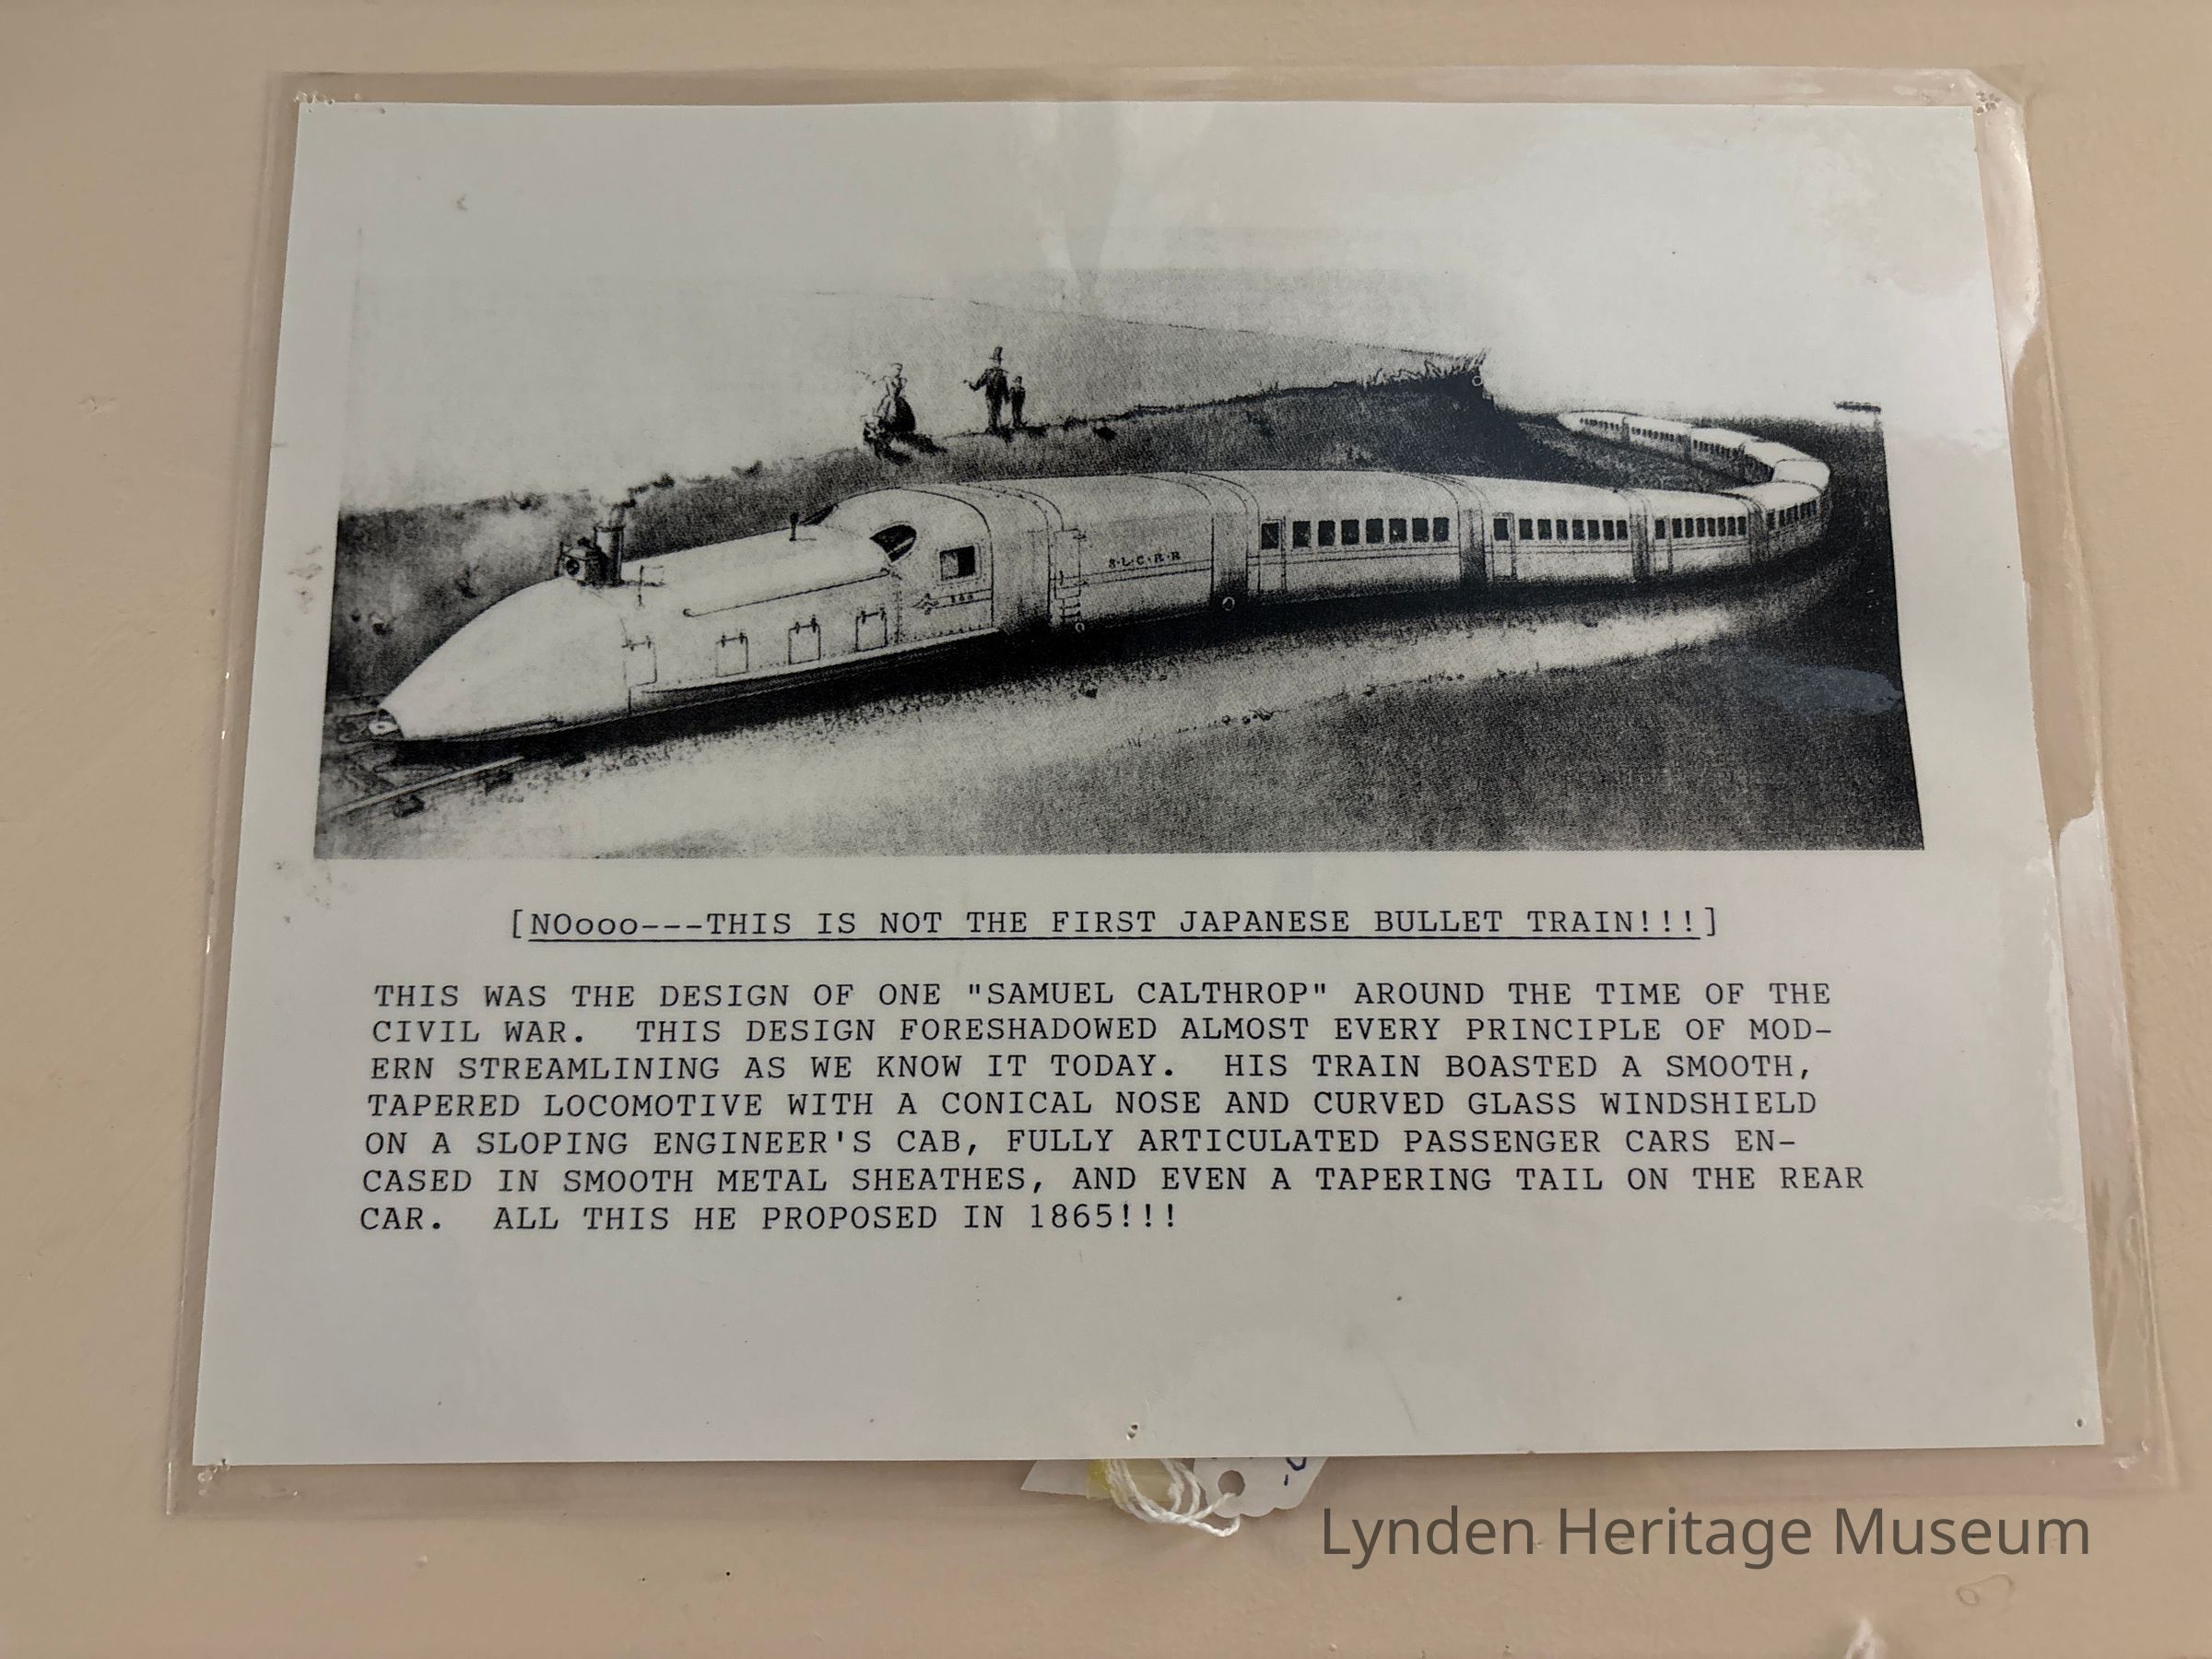 S·L·C·R·R
[NOooo---THIS IS NOT THE FIRST JAPANESE BULLET TRAIN!!!]
THIS WAS THE DESIGN OF ONE "SAMUEL CALTHROP" AROUND THE TIME OF THE
CIVIL WAR.  THIS DESIGN FORESHADOWED ALMOST EVERY PRINCIPLE OF MOD-
ERN STREAMLINING AS WE KNOW IT TODAY.  HIS TRAIN BOASTED A SMOOTH,
TAPERED LOCOMOTIVE WITH A CONICAL NOSE AND CURVED GLASS WINDSHIELD
ON A SLOPING ENGINEER'S CAB, FULLY ARTICULATED PASSENGER CARS EN-
CASED IN SMOOTH METAL SHEATHES, AND EVEN A TAPERING TAIL ON THE REAR
CAR.  ALL THIS HE PROPOSED IN 1865!!!
Lynden Heritage Museum